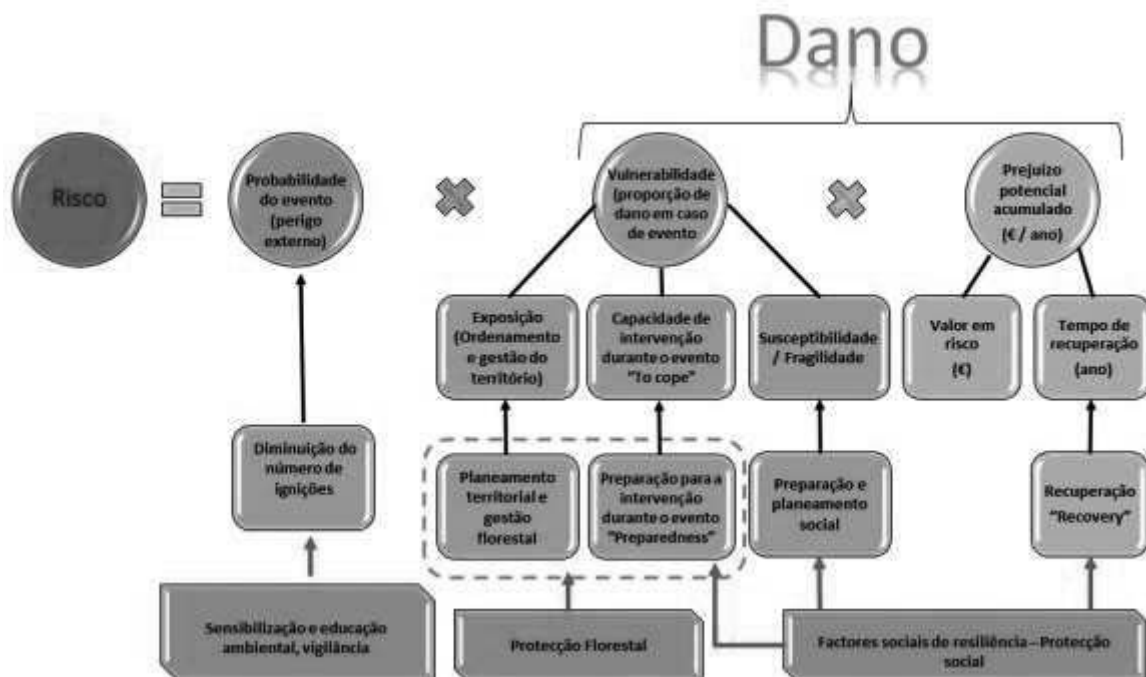 Dano
Risco
=
Probabilidade
do evento
(perigo
externo)
Vulnerabilidade
(proporção de
dano em caso
de evento
Prejuizo
potencial
acumulado
(€ / ano)
Exposição
(Ordenamento
e gestão do
território)
Capacidade de
intervenção
durante o evento
"To cope"
Susceptibilidade
/ Fragilidade
Valor em
risco
(€)
Tempo de
recuperação
(ano)
Diminuição do
número de
ignições
Planeamento
territorial e
gestão
florestal
Preparação para a
intervenção
durante o evento
"Preparedness"
Preparação e
planeamento
social
Recuperação
"Recovery"
Sensibilização e educação
ambiental, vigilância
Protecção Florestal
Factores sociais de resiliência – Protecção
social